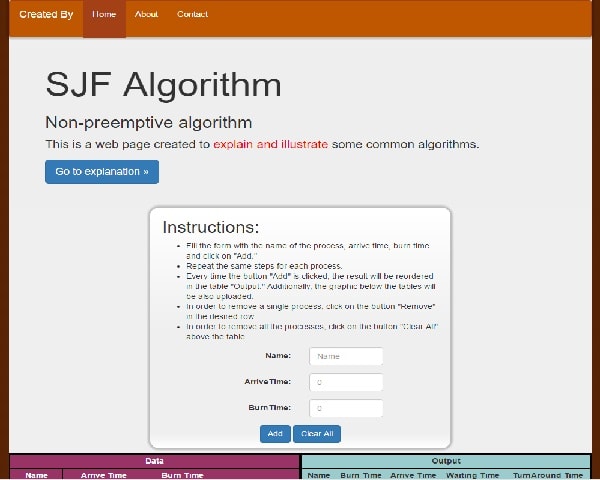 Created By Home About Contact
SJF Algorithm
Non-preemptive algorithm
This is a web page created to explain and illustrate some common algorithms.
Go to explanation »
Instructions:
• Fill the form with the name of the process, arrive time, burn time
and click on "Add."
• Repeat the same steps for each process.
• Every time the button "Add" is clicked, the result will be reordered
in the table "Output." Additionally, the graphic below the tables will
be also uploaded.
• In order to remove a single process, click on the button "Remove"
in the desired row.
• In order to remove all the processes, click on the button "Clear All"
above the table.
Name: Name
Arrive Time: 0
Burn Time: 0
Add Clear All
Data Output
Name Arrive Time Burn Time Name Burn Time Arrive Time Waiting Time TurnAround Time